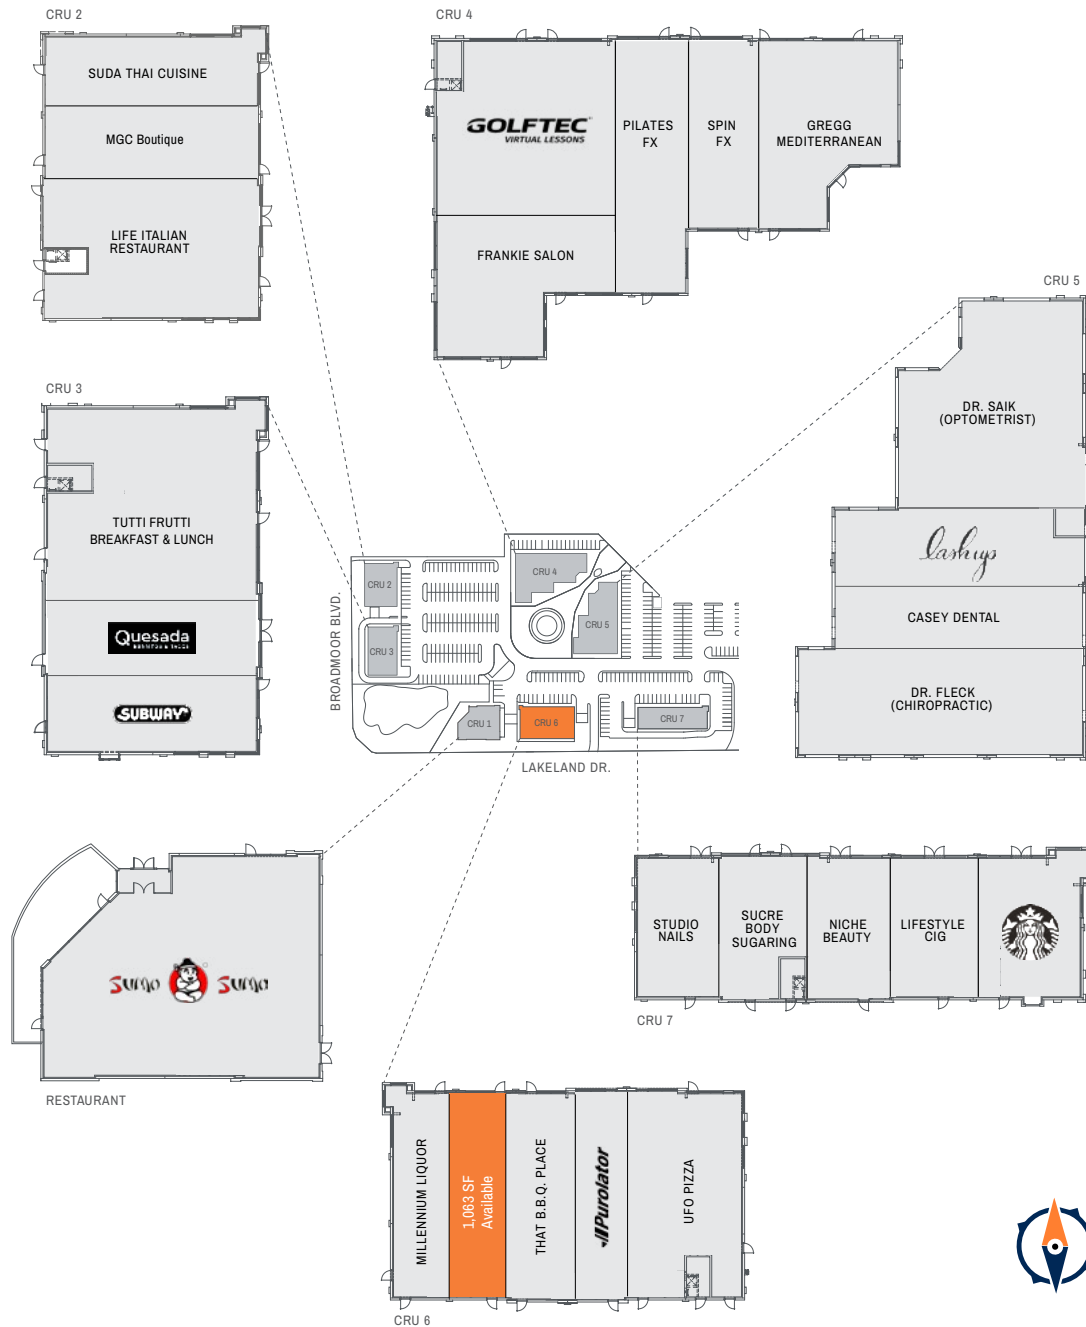 CRU 2
SUDA THAI CUISINE
MGC Boutique
LIFE ITALIAN
RESTAURANT
CRU 4
GOLFTEC
VIRTUAL LESSONS
PILATES
FX
SPIN
FX
GREGG
MEDITERRANEAN
FRANKIE SALON
CRU 5
DR. SAIK
(OPTOMETRIST)
lashups
CASEY DENTAL
DR. FLECK
(CHIROPRACTIC)
CRU 3
TUTTI FRUTTI
BREAKFAST & LUNCH
Quesada
BURRITOS & TACOS
SUBWAY
BROADMOOR BLVD.
CRU 2
CRU 3
CRU 4
CRU 5
CRU 1
CRU 6
CRU 7
LAKELAND DR.
Sumo Sumo
RESTAURANT
STUDIO
NAILS
SUCRE
BODY
SUGARING
NICHE
BEAUTY
LIFESTYLE
CIG
CRU 7
MILLENNIUM LIQUOR
1,063 SF
Available
THAT B.B.Q. PLACE
Purolator
UFO PIZZA
CRU 6